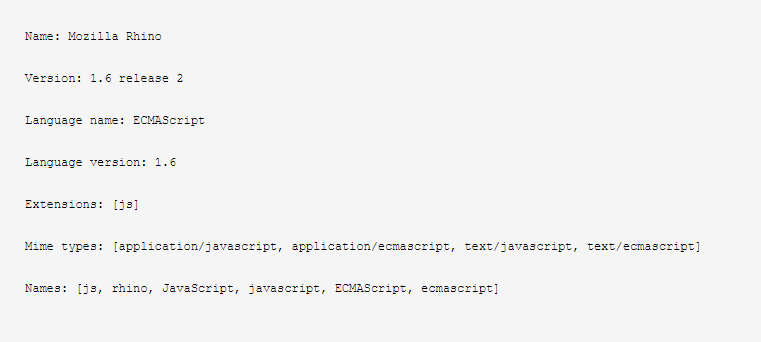 Name: Mozilla Rhino
Version: 1.6 release 2
Language name: ECMAScript
Language version: 1.6
Extensions: [js]
Mime types: [application/javascript, application/ecmascript, text/javascript, text/ecmascript]
Names: [js, rhino, JavaScript, javascript, ECMAScript, ecmascript]